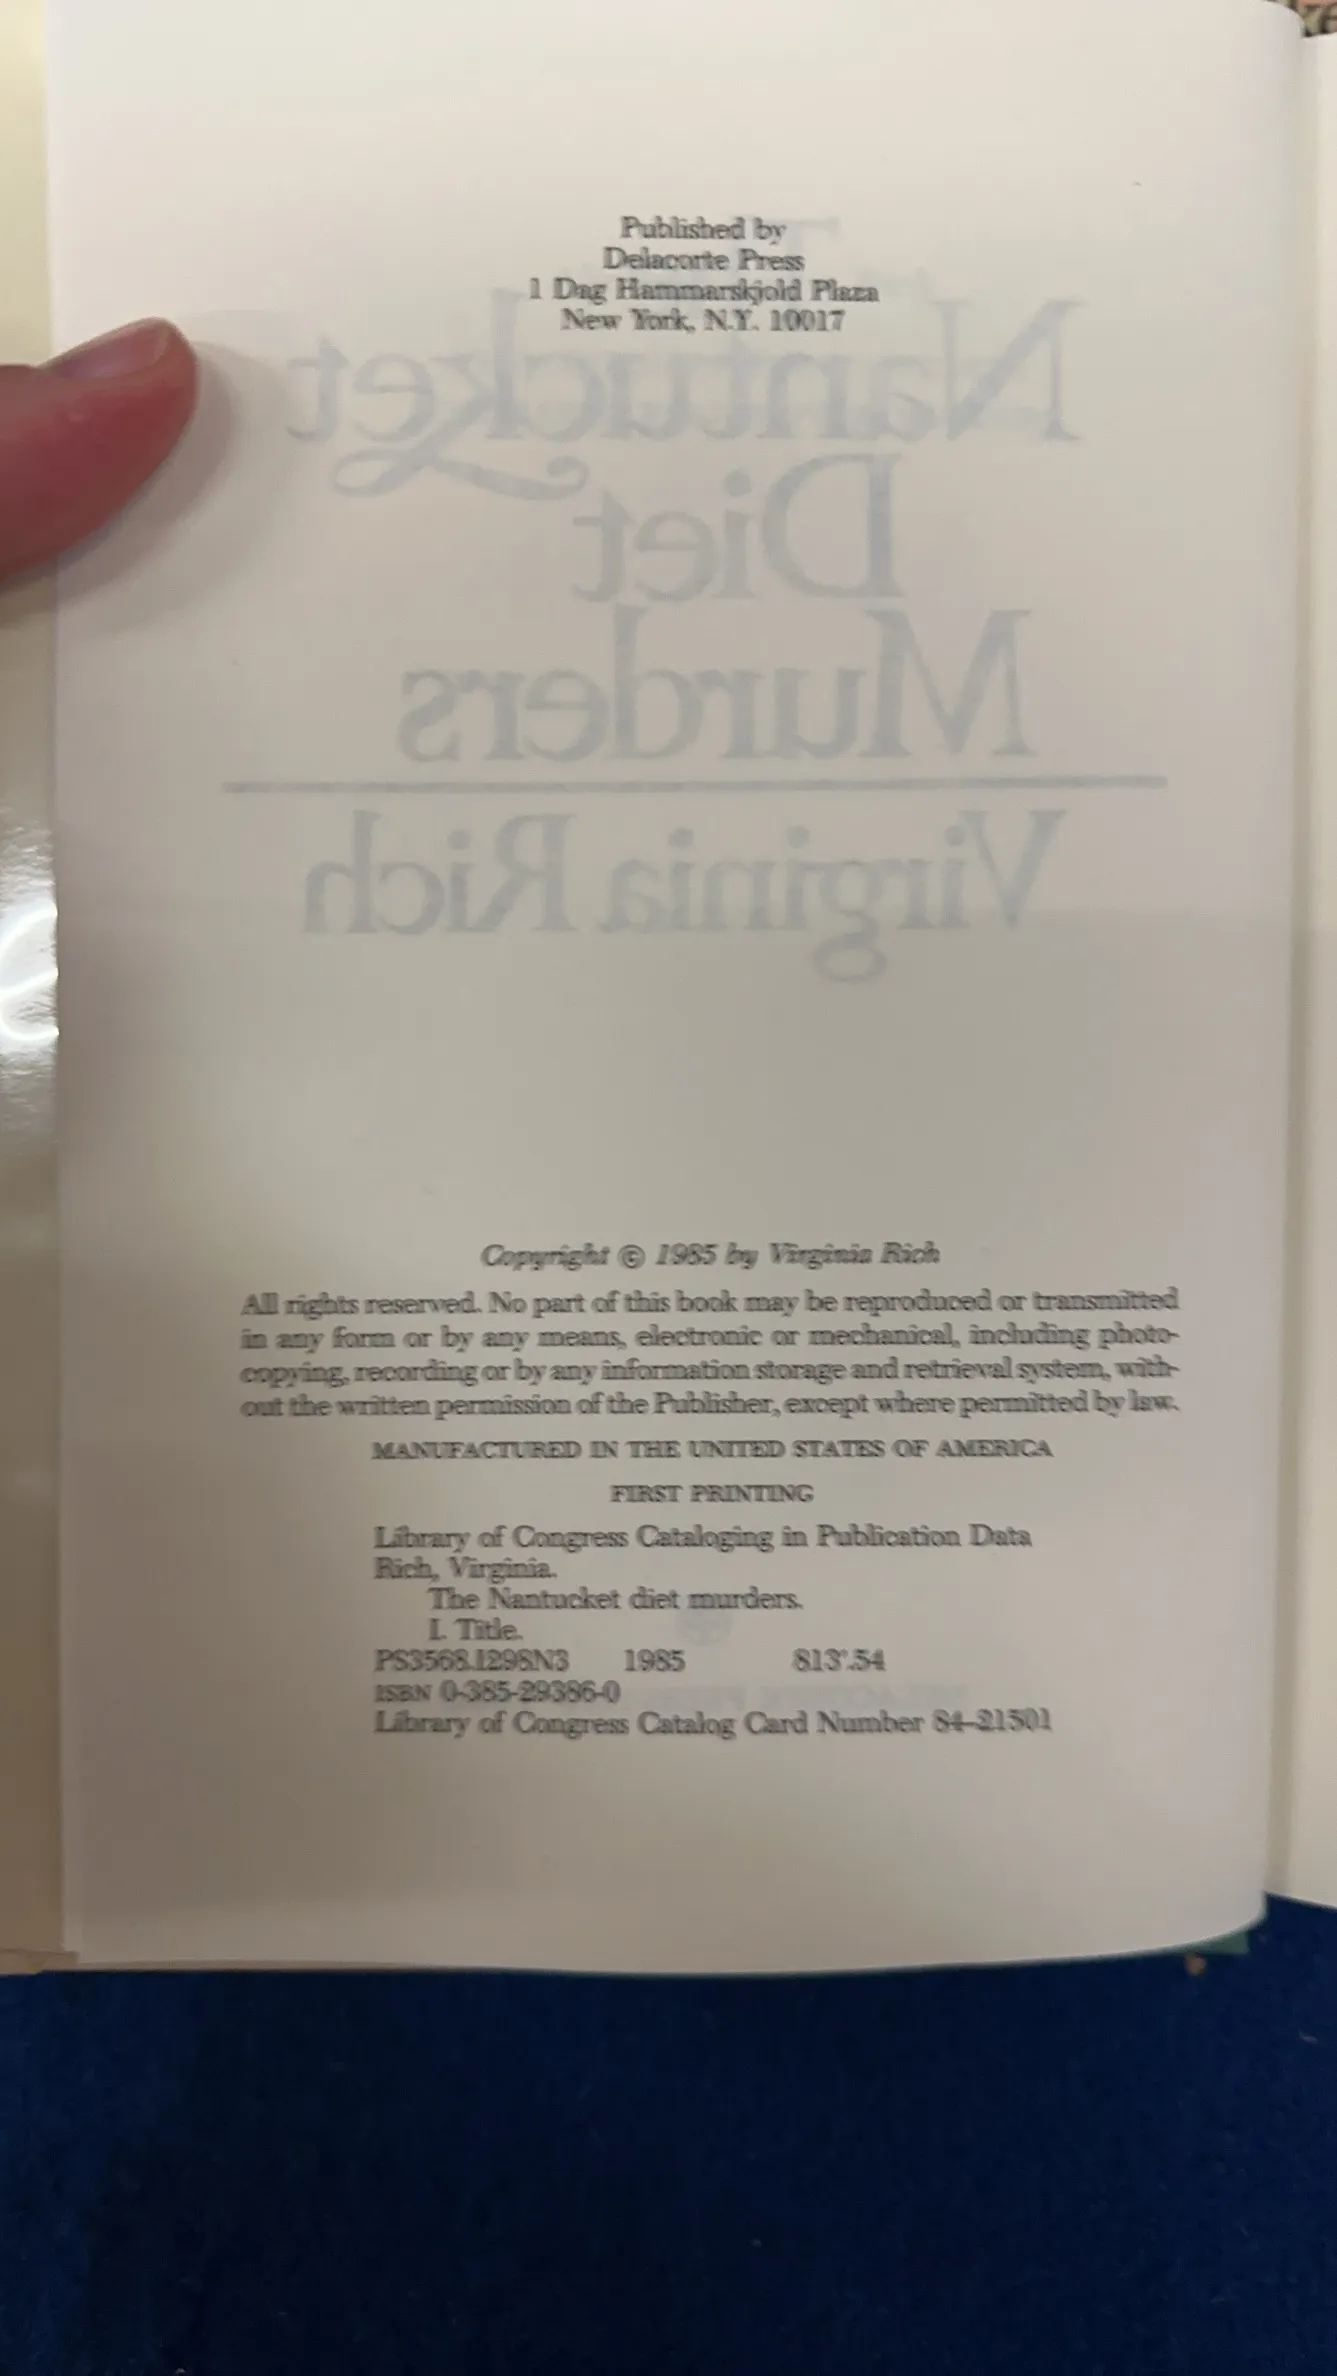 Published by
Delacorte Press
1 Dag Hammarskjold Plaza
New York, N.Y. 10017
Nantucket
Diet
Murders
Virginia Rich
Copyright © 1985 by Virginia Rich
All rights reserved. No part of this book may be reproduced or transmitted
in any form or by any means, electronic or mechanical, including photo-
copying, recording or by any information storage and retrieval system, with-
out the written permission of the Publisher, except where permitted by law.
MANUFACTURED IN THE UNITED STATES OF AMERICA
FIRST PRINTING
Library of Congress Cataloging in Publication Data
Rich, Virginia.
The Nantucket diet murders.
I. Title.
PS3568.I298N3 1985 813'.54
ISBN 0-385-29386-0
Library of Congress Catalog Card Number 84-21501